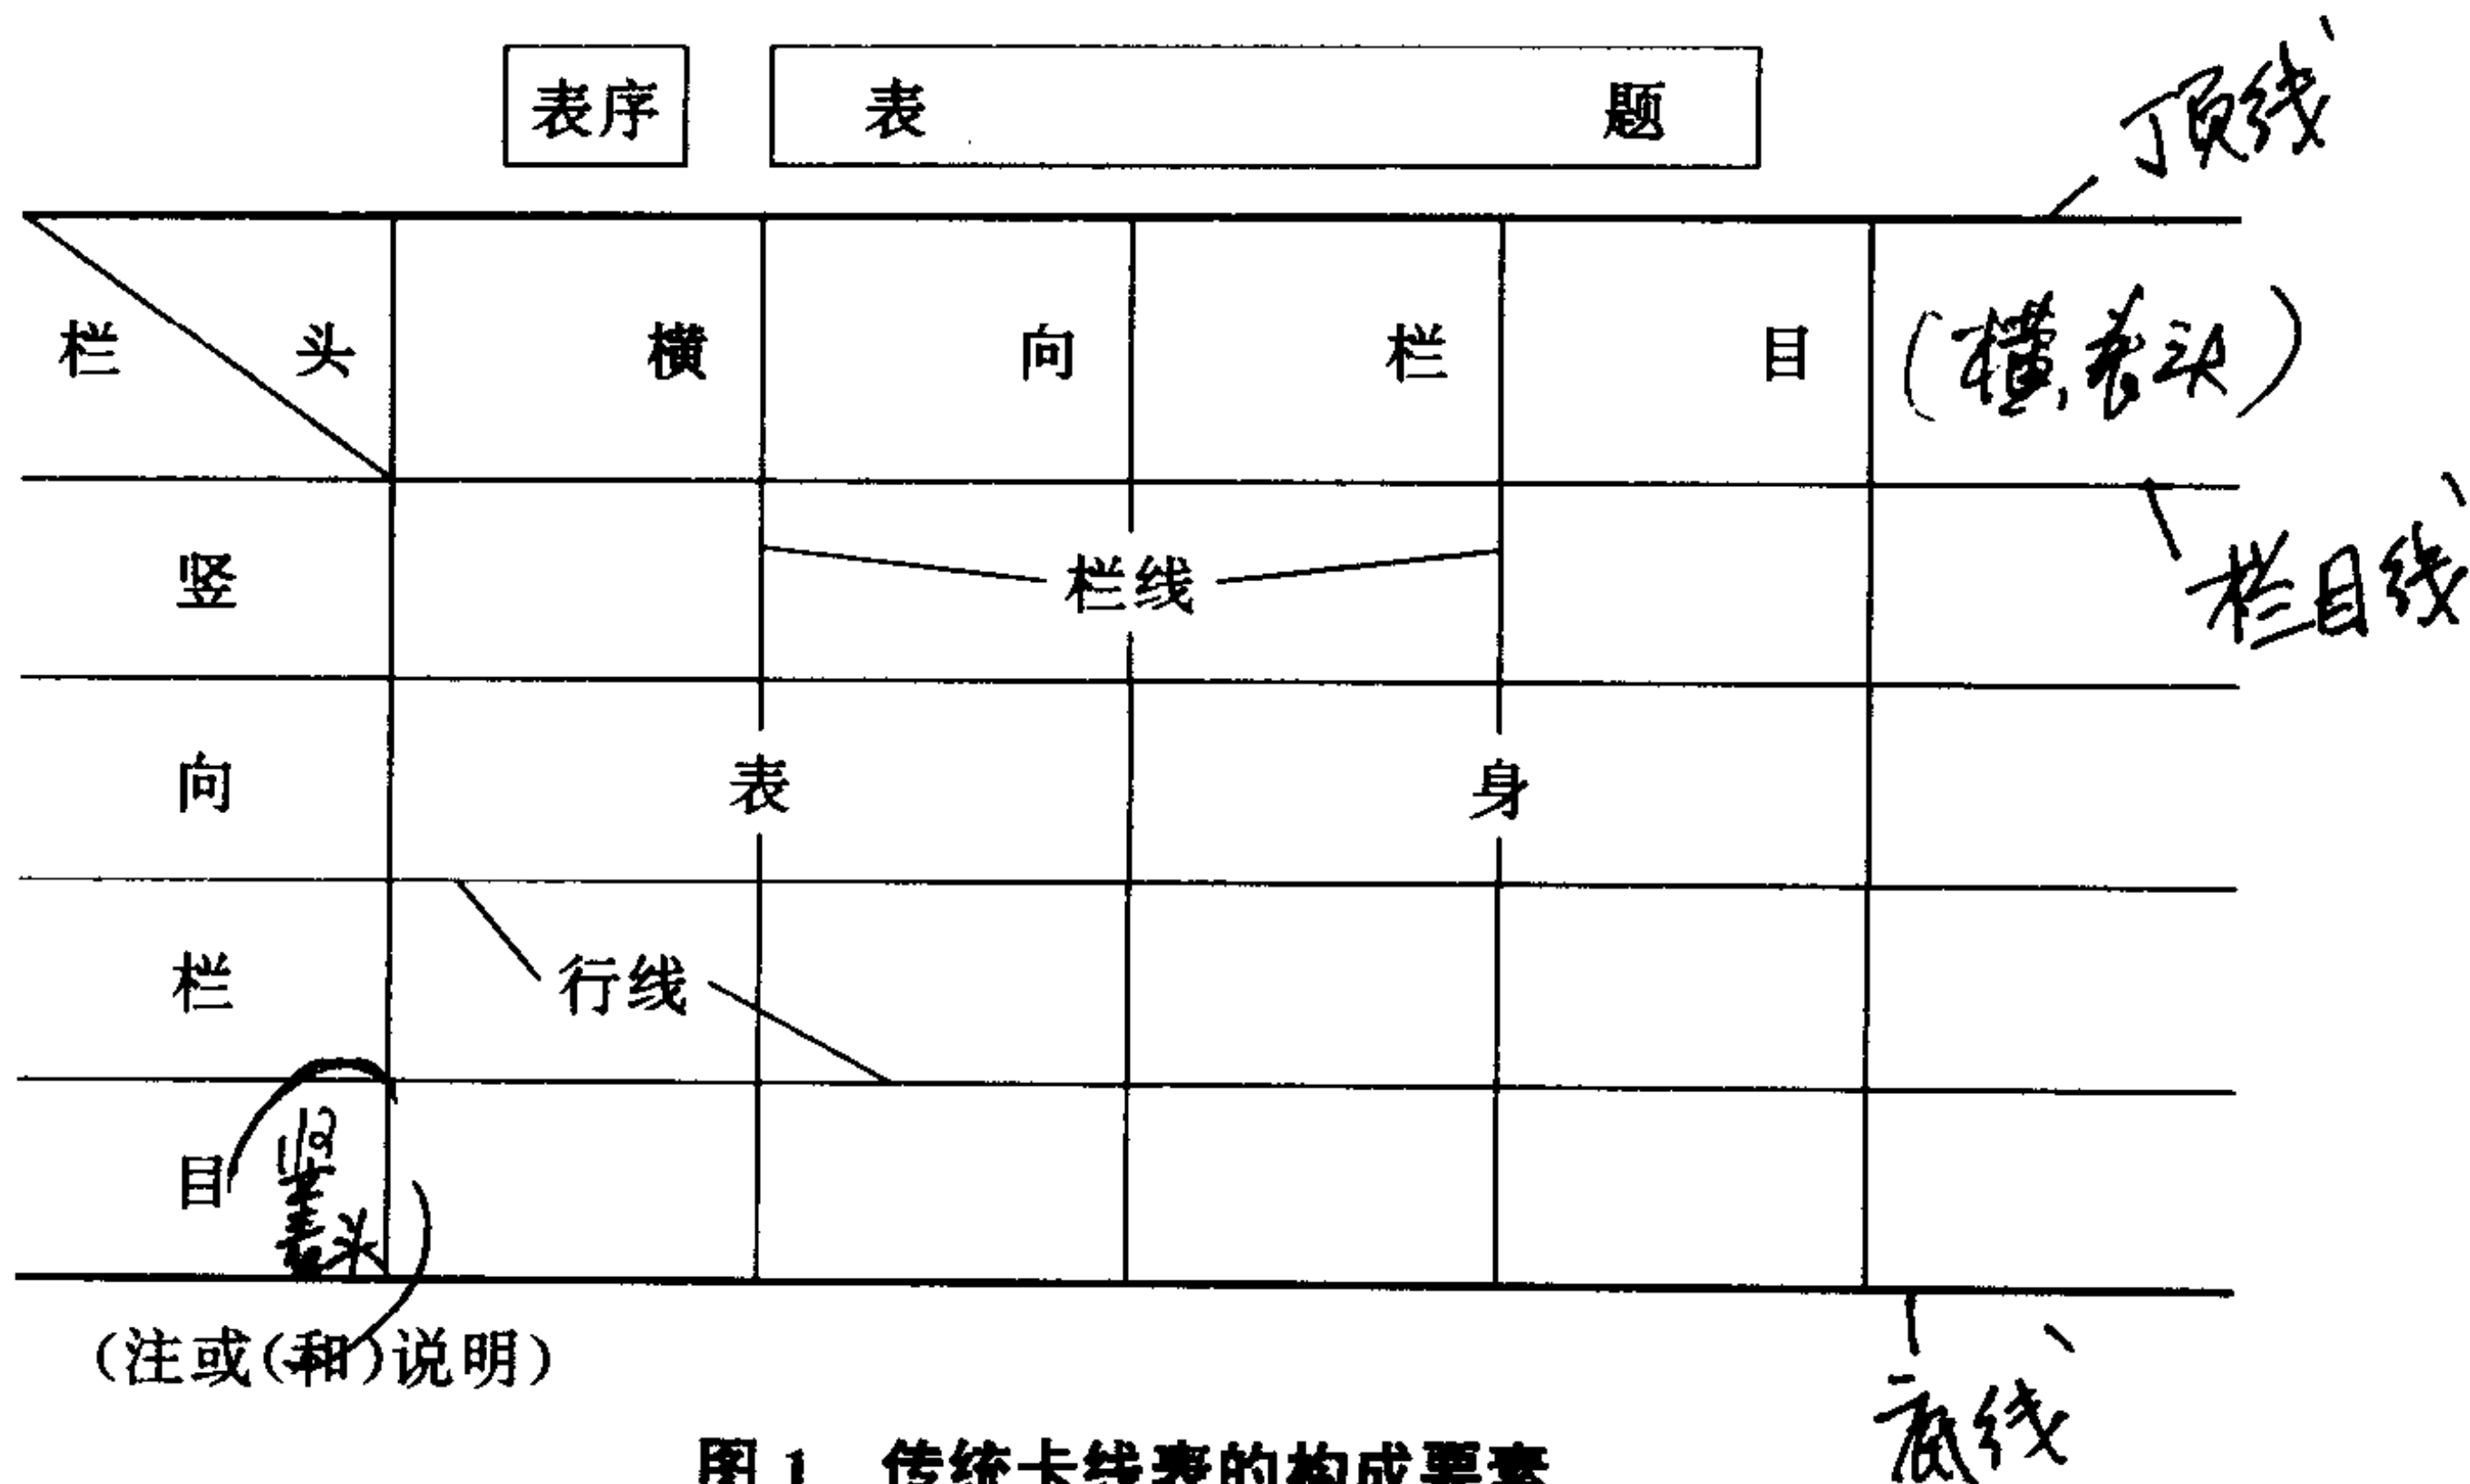 表序 表 题
顶线
栏 头 横 向 栏 目 (横表头)
栏目线
竖 栏线
向 表 身
栏 行线
目 (竖表头)
(注或(和)说明)
底线
图 1 传统卡线表的构成要素